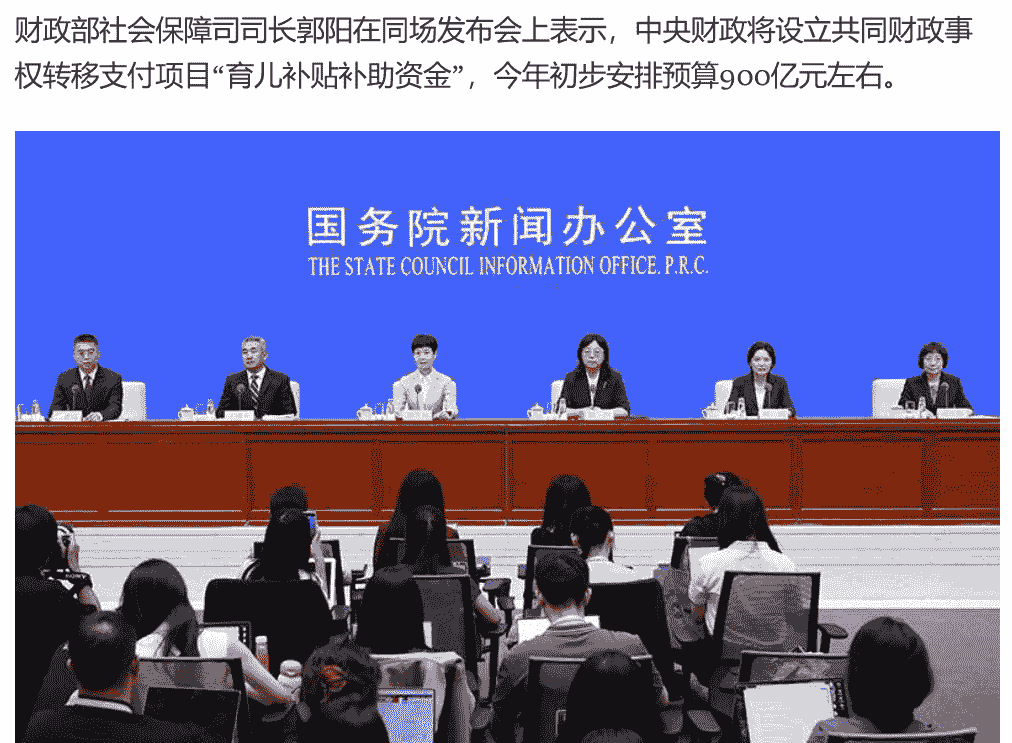 财政部社会保障司司长郭阳在同场发布会上表示，中央财政将设立共同财政事
权转移支付项目“育儿补贴补助资金”，今年初步安排预算900亿元左右。
国务院新闻办公室
THE STATE COUNCIL INFORMATION OFFICE, P.R.C.